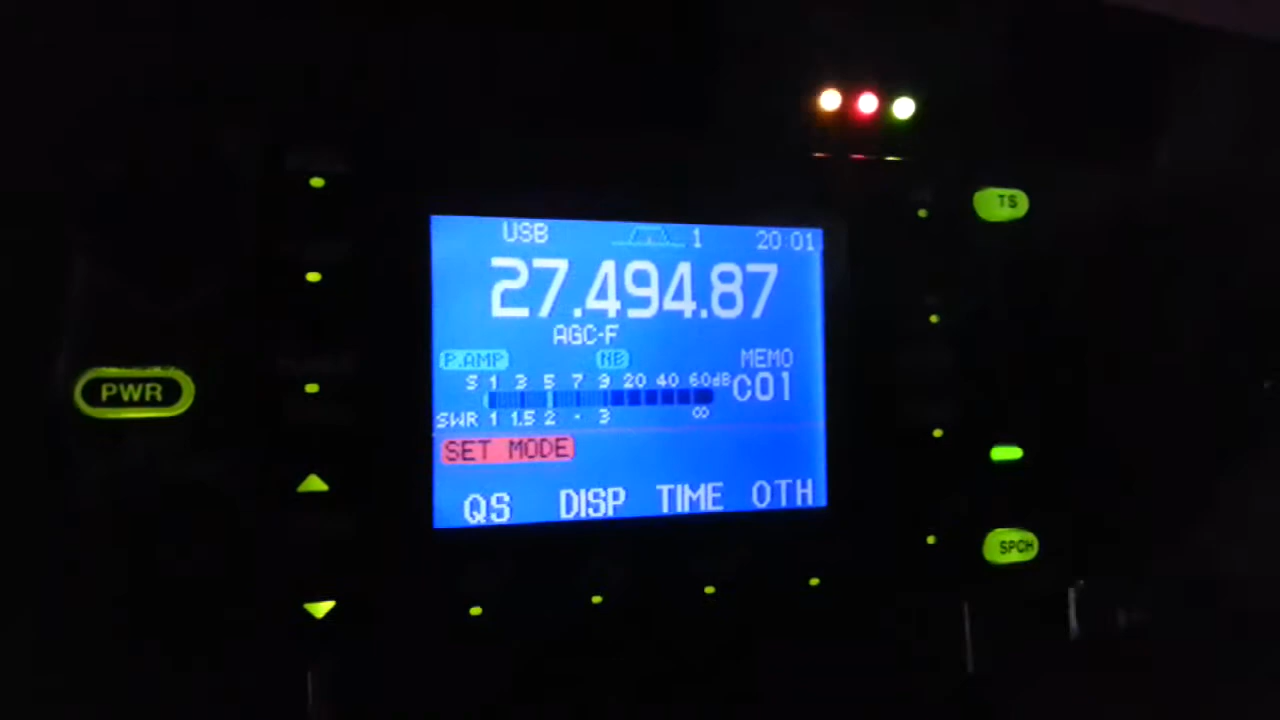 USB 1 20:01
TS
27.494.87
AGC-F
P.AMP NB MEMO
S 1 3 5 7 9 20 40 60dB C01
PWR
SWR 1 1.5 2 · 3 ∞
SET MODE
QS DISP TIME OTH
SPCH